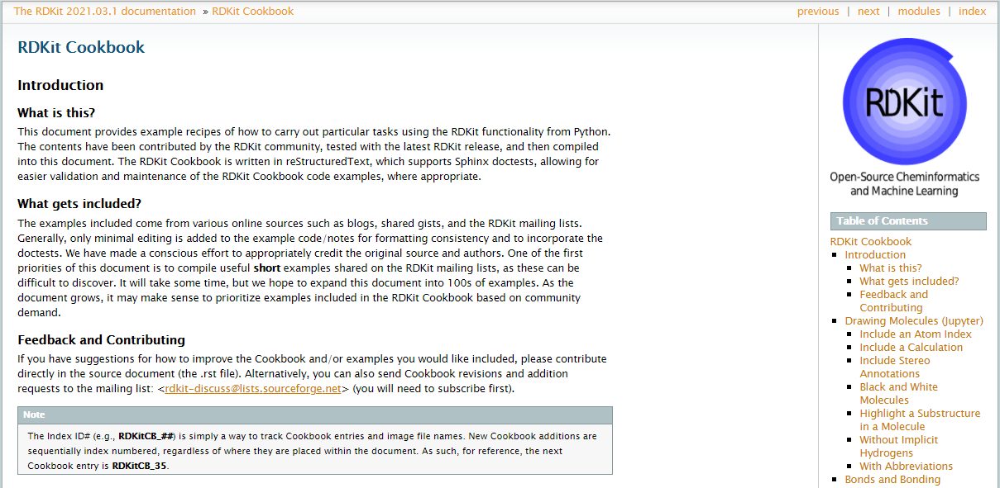 The RDKit 2021.03.1 documentation » RDKit Cookbook
previous | next | modules | index
RDKit Cookbook
Introduction
What is this?
This document provides example recipes of how to carry out particular tasks using the RDKit functionality from Python.
The contents have been contributed by the RDKit community, tested with the latest RDKit release, and then compiled
into this document. The RDKit Cookbook is written in reStructuredText, which supports Sphinx doctests, allowing for
easier validation and maintenance of the RDKit Cookbook code examples, where appropriate.
What gets included?
The examples included come from various online sources such as blogs, shared gists, and the RDKit mailing lists.
Generally, only minimal editing is added to the example code/notes for formatting consistency and to incorporate the
doctests. We have made a conscious effort to appropriately credit the original source and authors. One of the first
priorities of this document is to compile useful short examples shared on the RDKit mailing lists, as these can be
difficult to discover. It will take some time, but we hope to expand this document into 100s of examples. As the
document grows, it may make sense to prioritize examples included in the RDKit Cookbook based on community
demand.
Feedback and Contributing
If you have suggestions for how to improve the Cookbook and/or examples you would like included, please contribute
directly in the source document (the .rst file). Alternatively, you can also send Cookbook revisions and addition
requests to the mailing list: <rdkit-discuss@lists.sourceforge.net> (you will need to subscribe first).
Note
The Index ID# (e.g., RDKitCB_##) is simply a way to track Cookbook entries and image file names. New Cookbook additions are
sequentially index numbered, regardless of where they are placed within the document. As such, for reference, the next
Cookbook entry is RDKitCB_35.
RDKit
Open-Source Cheminformatics
and Machine Learning
Table of Contents
RDKit Cookbook
Introduction
What is this?
What gets included?
Feedback and
Contributing
Drawing Molecules (Jupyter)
Include an Atom Index
Include a Calculation
Include Stereo
Annotations
Black and White
Molecules
Highlight a Substructure
in a Molecule
Without Implicit
Hydrogens
With Abbreviations
Bonds and Bonding